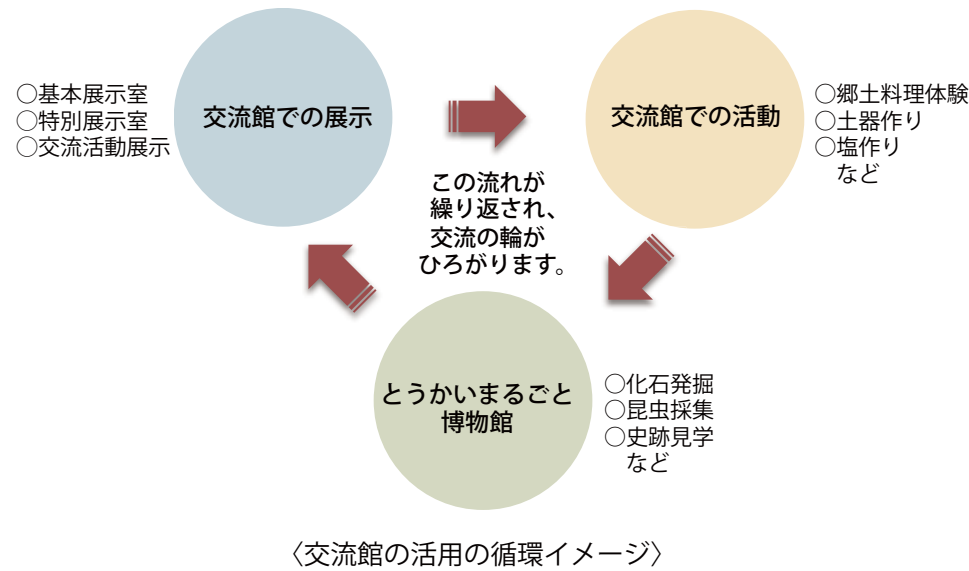 ○基本展示室
○特別展示室
○交流活動展示
交流館での展示
交流館での活動
○郷土料理体験
○土器作り
○塩作り
など
この流れが
繰り返され、
交流の輪が
ひろがります。
とうかいまるごと
博物館
○化石発掘
○昆虫採集
○史跡見学
など
〈交流館の活用の循環イメージ〉